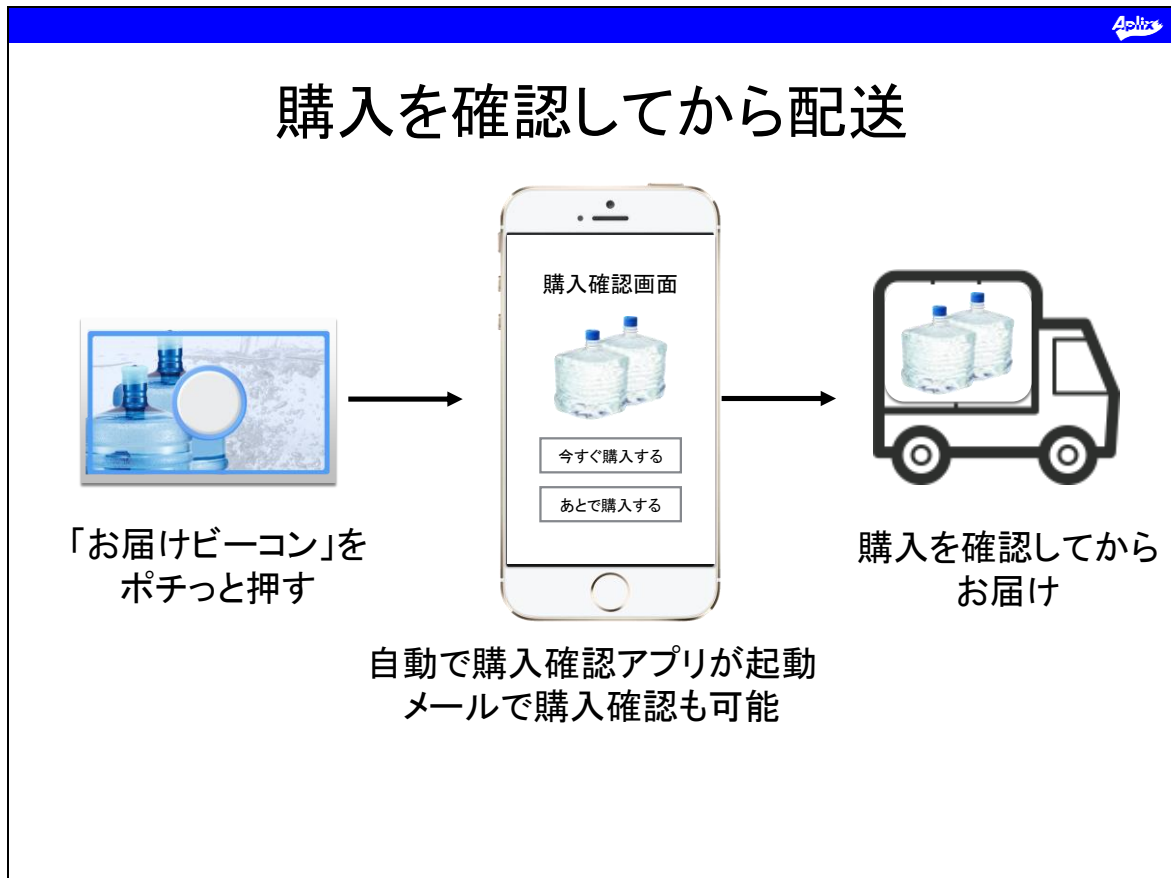 Aplix
購入を確認してから配送
購入確認画面
今すぐ購入する
あとで購入する
「お届けビーコン」を
ポチっと押す
自動で購入確認アプリが起動
メールで購入確認も可能
購入を確認してから
お届け